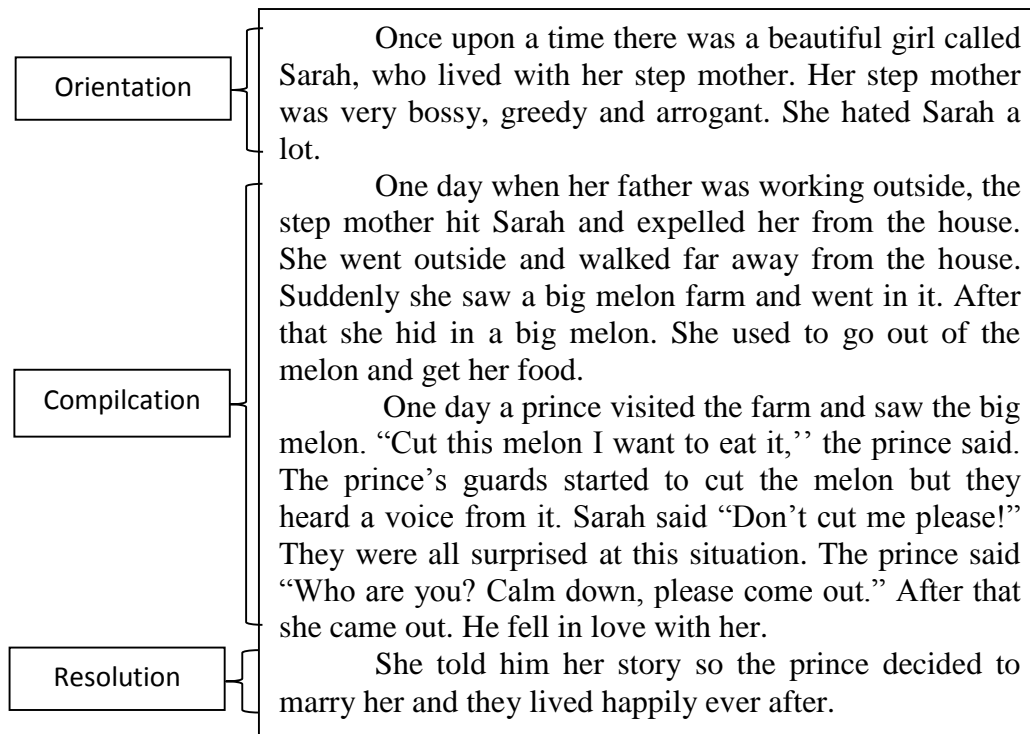 Orientation
Once upon a time there was a beautiful girl called
Sarah, who lived with her step mother. Her step mother
was very bossy, greedy and arrogant. She hated Sarah a
lot.
Compilcation
One day when her father was working outside, the
step mother hit Sarah and expelled her from the house.
She went outside and walked far away from the house.
Suddenly she saw a big melon farm and went in it. After
that she hid in a big melon. She used to go out of the
melon and get her food.
One day a prince visited the farm and saw the big
melon. “Cut this melon I want to eat it,’’ the prince said.
The prince’s guards started to cut the melon but they
heard a voice from it. Sarah said “Don’t cut me please!”
They were all surprised at this situation. The prince said
“Who are you? Calm down, please come out.” After that
she came out. He fell in love with her.
Resolution
She told him her story so the prince decided to
marry her and they lived happily ever after.